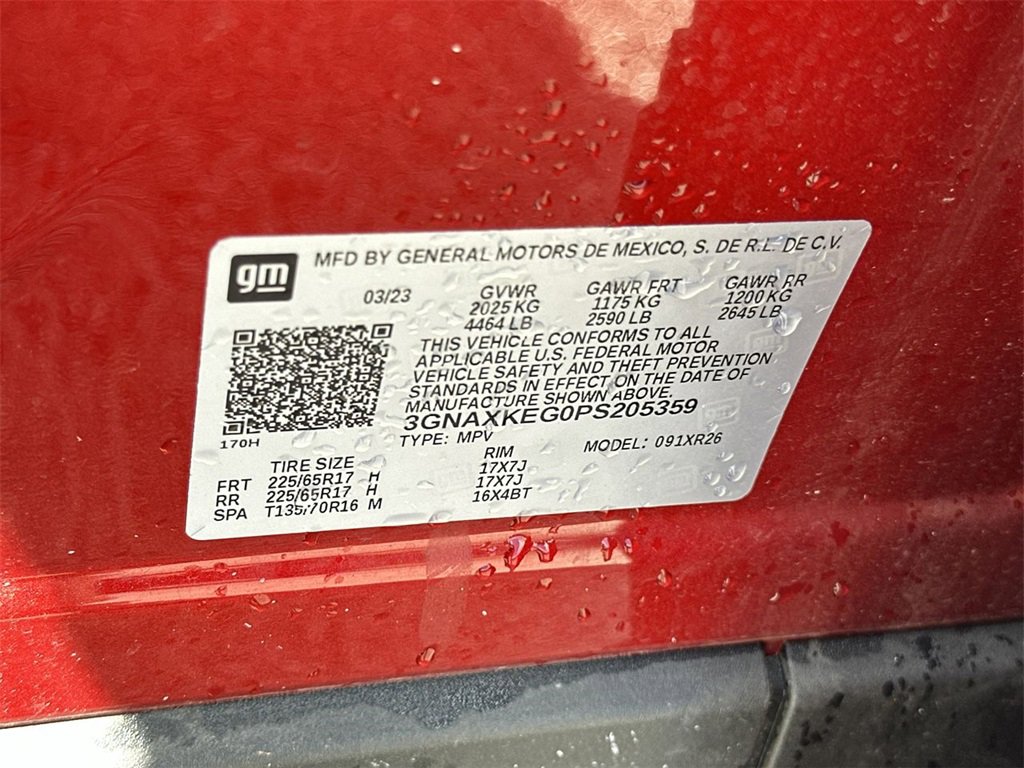 gm
MFD BY GENERAL MOTORS DE MEXICO, S. DE R.L. DE C.V.
03/23 GVWR GAWR FRT GAWR RR
2025 KG 1175 KG 1200 KG
4464 LB 2590 LB 2645 LB
THIS VEHICLE CONFORMS TO ALL
APPLICABLE U.S. FEDERAL MOTOR
VEHICLE SAFETY AND THEFT PREVENTION
STANDARDS IN EFFECT ON THE DATE OF
MANUFACTURE SHOWN ABOVE.
3GNAXKEG0PS205359
170H
TYPE: MPV MODEL: 091XR26
TIRE SIZE RIM
FRT 225/65R17 H 17X7J
RR 225/65R17 H 17X7J
SPA T135/70R16 M 16X4BT